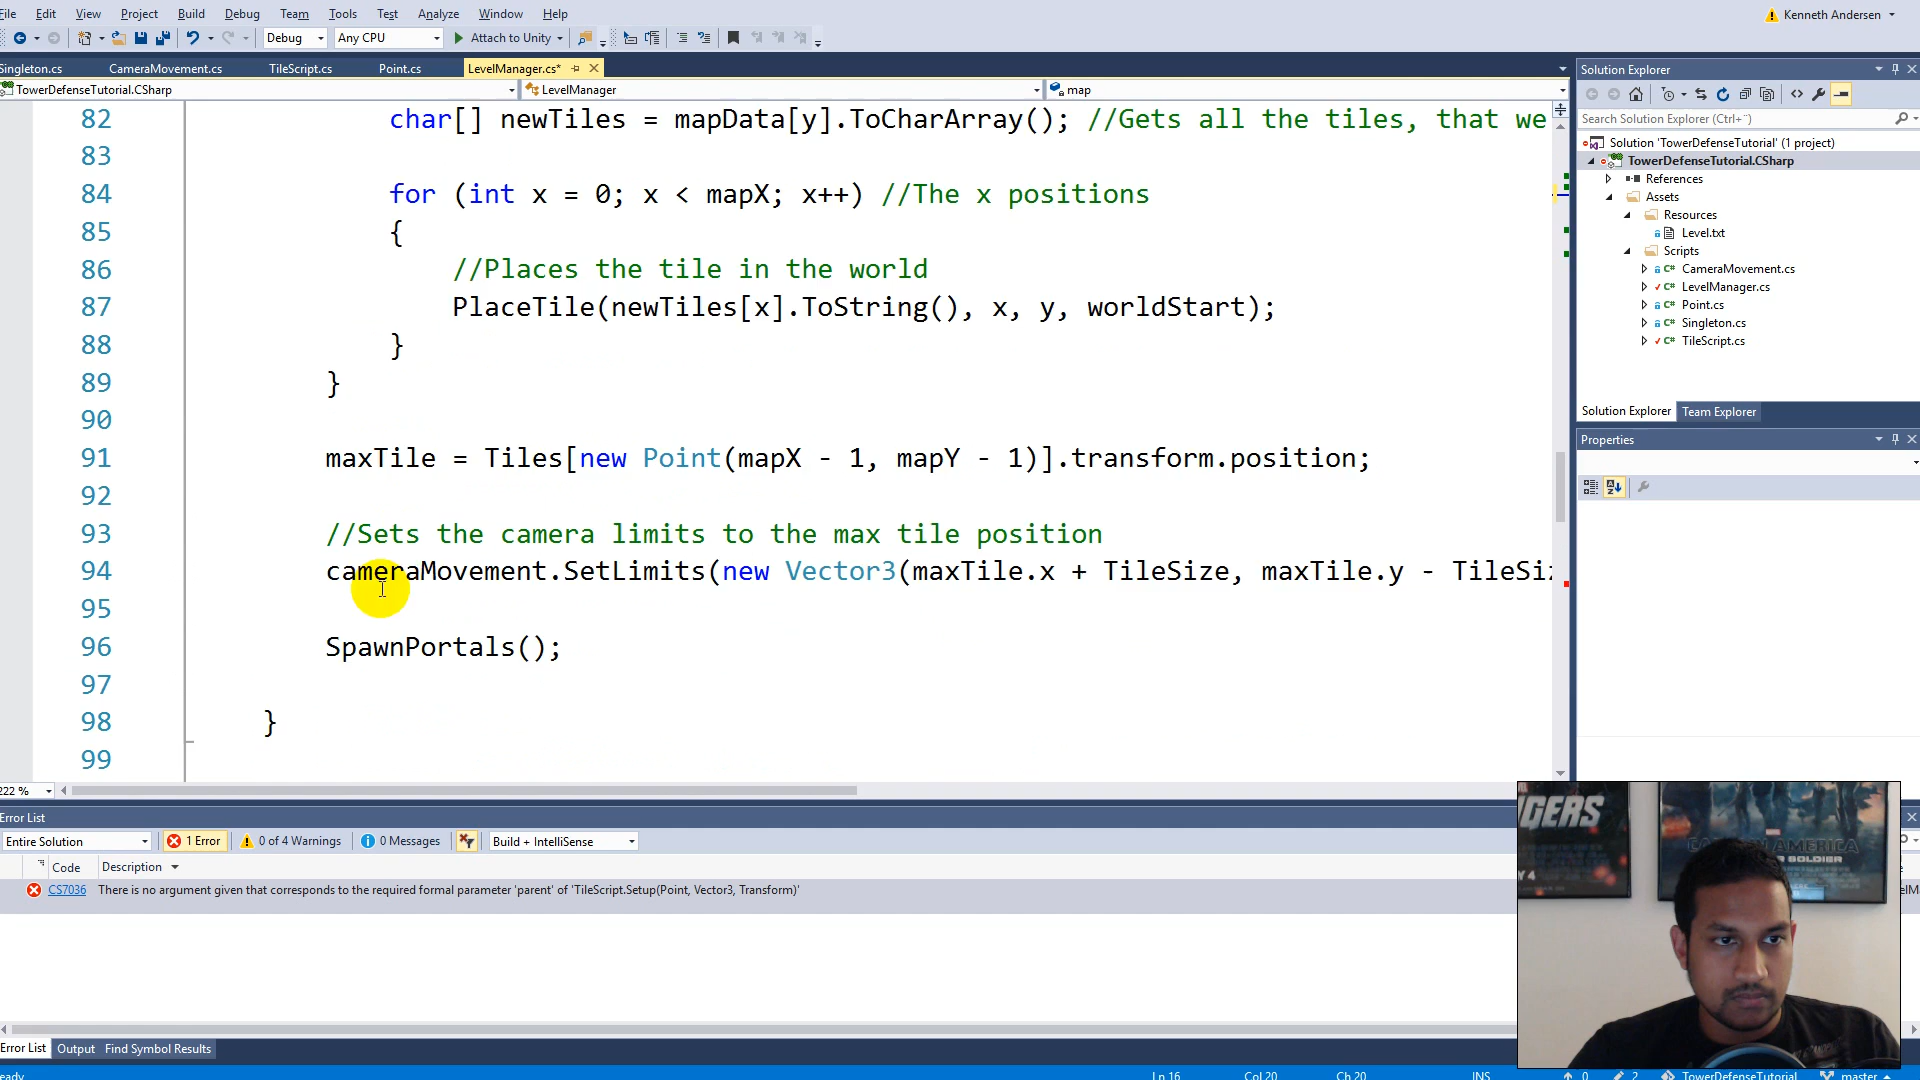 File Edit View Project Build Debug Team Tools Test Analyze Window Help
Kenneth Andersen
Debug Any CPU Attach to Unity
Singleton.cs CameraMovement.cs TileScript.cs Point.cs LevelManager.cs*
TowerDefenseTutorial.CSharp LevelManager map
82 char[] newTiles = mapData[y].ToCharArray(); //Gets all the tiles, that we
83
84 for (int x = 0; x < mapX; x++) //The x positions
85 {
86 //Places the tile in the world
87 PlaceTile(newTiles[x].ToString(), x, y, worldStart);
88 }
89 }
90
91 maxTile = Tiles[new Point(mapX - 1, mapY - 1)].transform.position;
92
93 //Sets the camera limits to the max tile position
94 cameraMovement.SetLimits(new Vector3(maxTile.x + TileSize, maxTile.y - TileSiz
95
96 SpawnPortals();
97
98 }
99
222 %
Solution Explorer
Search Solution Explorer (Ctrl+¨)
Solution 'TowerDefenseTutorial' (1 project)
TowerDefenseTutorial.CSharp
References
Assets
Resources
Level.txt
Scripts
CameraMovement.cs
LevelManager.cs
Point.cs
Singleton.cs
TileScript.cs
Solution Explorer Team Explorer
Properties
Error List
Entire Solution 1 Error 0 of 4 Warnings 0 Messages Build + IntelliSense
Code Description
CS7036 There is no argument given that corresponds to the required formal parameter 'parent' of 'TileScript.Setup(Point, Vector3, Transform)'
Error List Output Find Symbol Results
eady Ln 16 Col 20 Ch 20 INS 0 2 TowerDefenseTutorial master